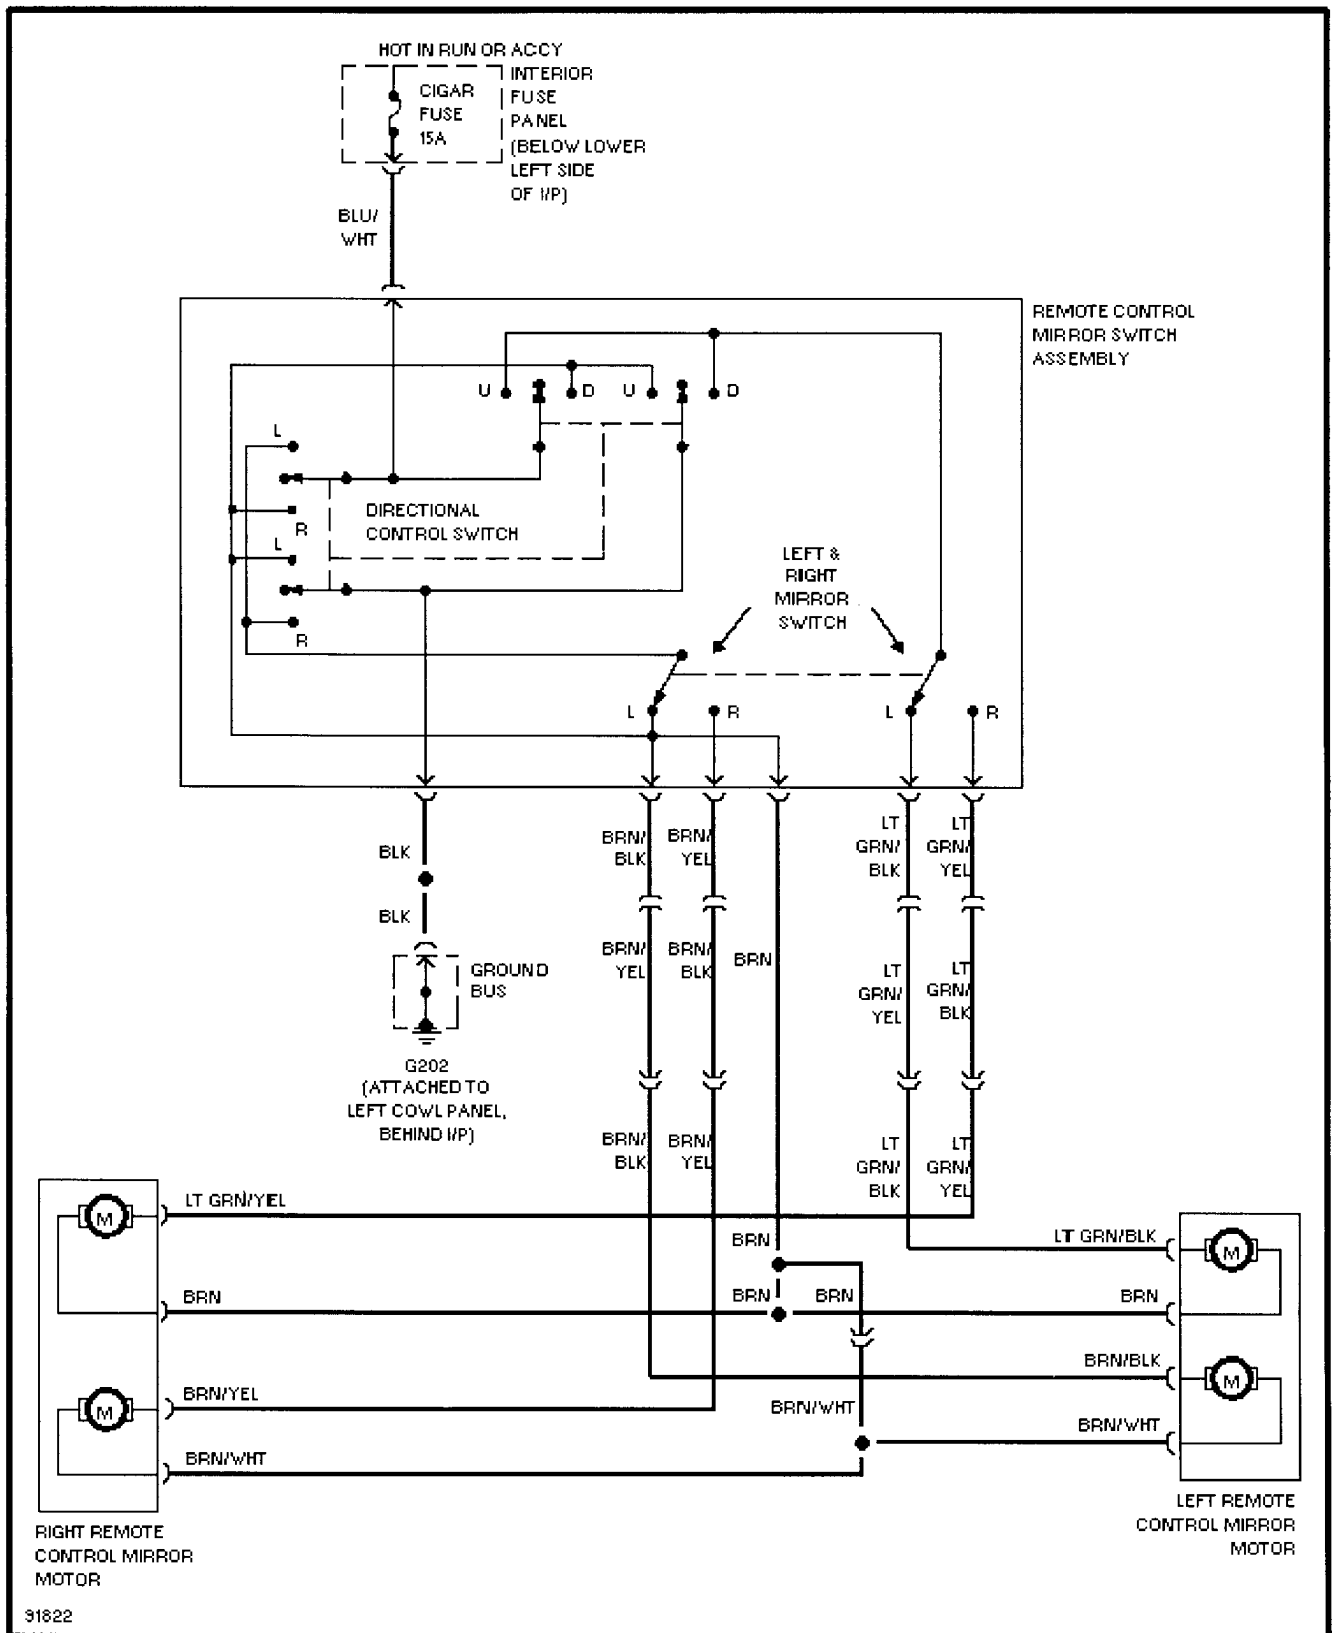 HOT IN RUN OR ACCY
CIGAR
FUSE
15A
INTERIOR
FUSE
PANEL
(BELOW LOWER
LEFT SIDE
OF I/P)
BLU/
WHT
REMOTE CONTROL
MIRROR SWITCH
ASSEMBLY
U
D
U
D
L
R
L
R
DIRECTIONAL
CONTROL SWITCH
LEFT &
RIGHT
MIRROR
SWITCH
L
R
L
R
BLK
BLK
GROUND
BUS
G202
(ATTACHED TO
LEFT COWL PANEL,
BEHIND I/P)
BRN/
BLK
BRN/
YEL
LT
GRN/
BLK
LT
GRN/
YEL
BRN/
YEL
BRN/
BLK
BRN
LT
GRN/
YEL
LT
GRN/
BLK
BRN/
BLK
BRN/
YEL
LT
GRN/
BLK
LT
GRN/
YEL
M
LT GRN/YEL
BRN
M
BRN/YEL
BRN/WHT
BRN
BRN
BRN
BRN/WHT
LT GRN/BLK
M
BRN
BRN/BLK
M
BRN/WHT
RIGHT REMOTE
CONTROL MIRROR
MOTOR
LEFT REMOTE
CONTROL MIRROR
MOTOR
91822